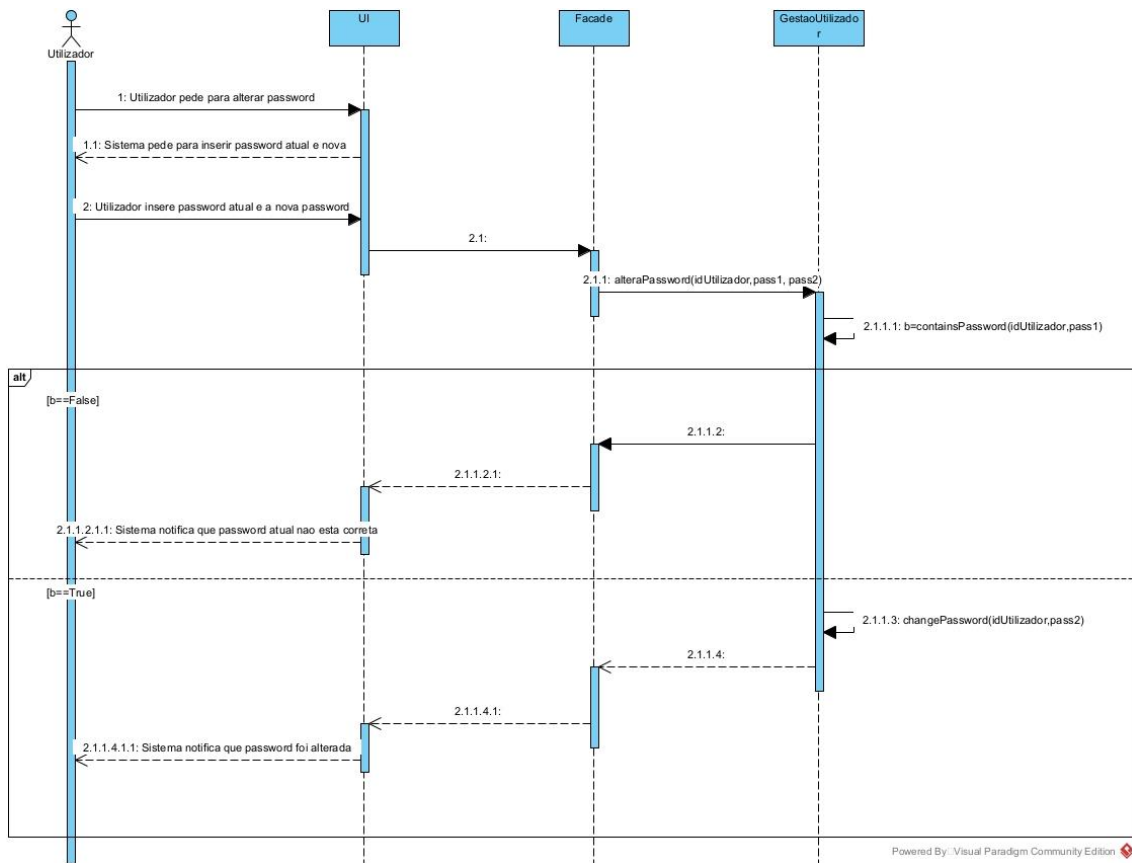 UI
Facade
GestaoUtilizado
r
Utilizador
1: Utilizador pede para alterar password
1.1: Sistema pede para inserir password atual e nova
2: Utilizador insere password atual e a nova password
2.1:
2.1.1: alteraPassword(idUtilizador,pass1, pass2)
2.1.1.1: b=containsPassword(idUtilizador,pass1)
alt
[b==False]
2.1.1.2:
2.1.1.2.1:
2.1.1.2.1.1: Sistema notifica que password atual nao esta correta
[b==True]
2.1.1.3: changePassword(idUtilizador,pass2)
2.1.1.4:
2.1.1.4.1:
2.1.1.4.1.1: Sistema notifica que password foi alterada
Powered By Visual Paradigm Community Edition